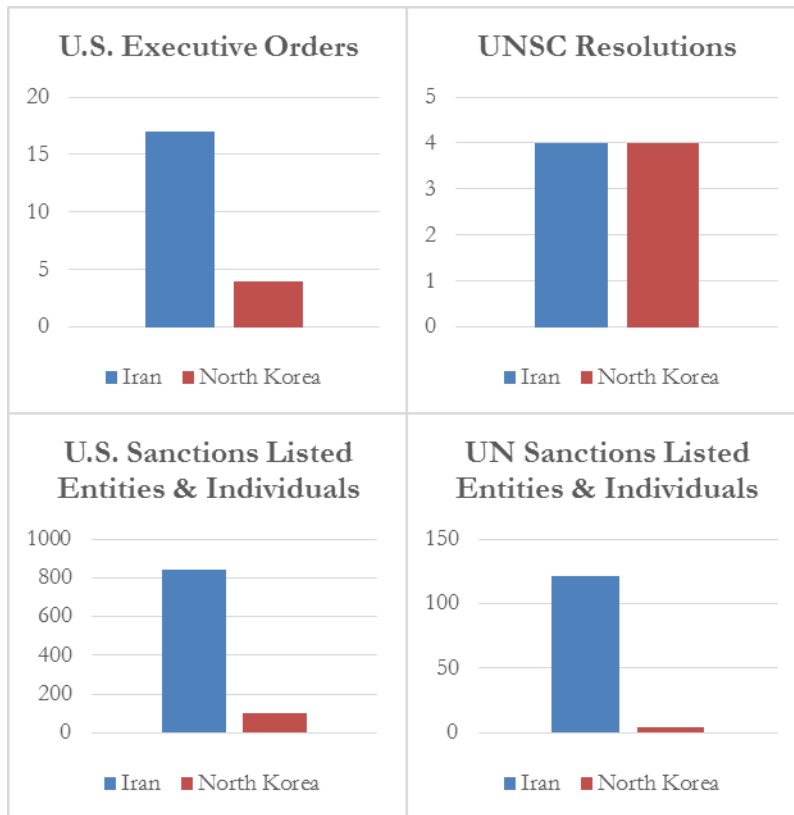 U.S. Executive Orders
20
15
10
5
0
Iran North Korea
UNSC Resolutions
5
4
3
2
1
0
Iran North Korea
U.S. Sanctions Listed
Entities & Individuals
1000
800
600
400
200
0
Iran North Korea
UN Sanctions Listed
Entities & Individuals
150
100
50
0
Iran North Korea